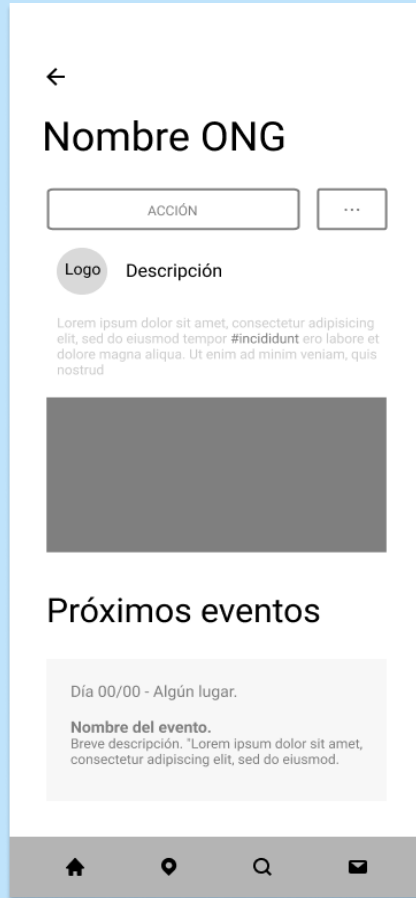 Nombre ONG
ACCIÓN ...
Logo Descripción
Lorem ipsum dolor sit amet, consectetur adipisicing
elit, sed do eiusmod tempor #incididunt ero labore et
dolore magna aliqua. Ut enim ad minim veniam, quis
nostrud
Próximos eventos
Día 00/00 - Algún lugar.
Nombre del evento.
Breve descripción. "Lorem ipsum dolor sit amet,
consectetur adipiscing elit, sed do eiusmod.